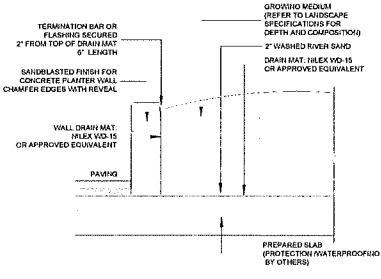 TERMINATION BAR OR
FLASHING SECURED
2" FROM TOP OF DRAIN MAT
6" LENGTH
SANDBLASTED FINISH FOR
CONCRETE PLANTER WALL
CHAMFER EDGES WITH REVEAL
WALL DRAIN MAT:
NILEX WD-15
OR APPROVED EQUIVALENT
PAVING
GROWING MEDIUM
(REFER TO LANDSCAPE
SPECIFICATIONS FOR
DEPTH AND COMPOSITION)
2" WASHED RIVER SAND
DRAIN MAT: NILEX WD-15
OR APPROVED EQUIVALENT
PREPARED SLAB
(PROTECTION /WATERPROOFING
BY OTHERS)